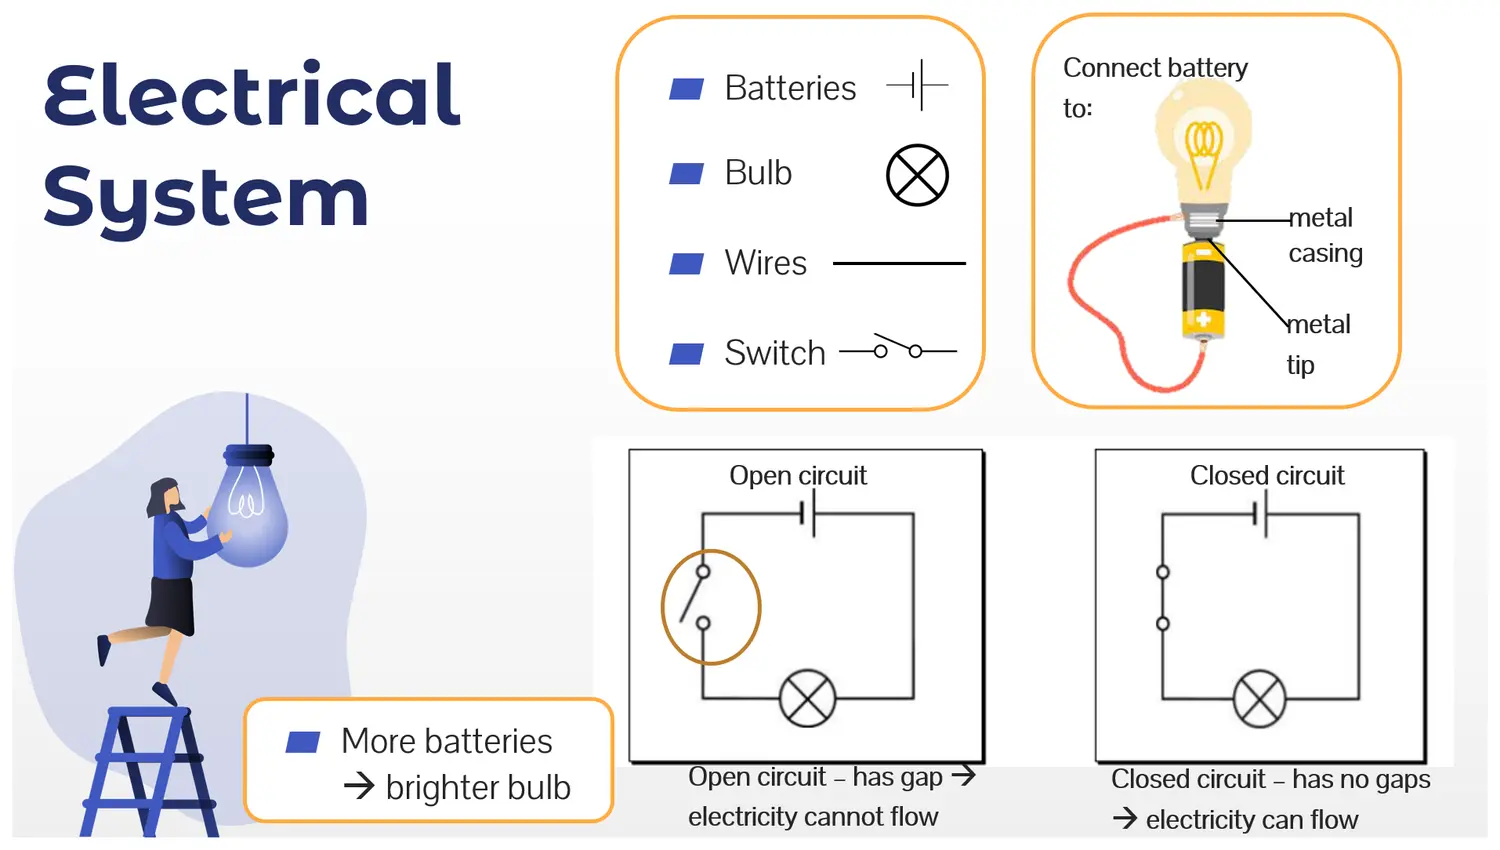 Electrical
System
Batteries
Bulb
Wires
Switch
Connect battery
to:
metal
casing
metal
tip
Open circuit
Closed circuit
More batteries
→ brighter bulb
Open circuit – has gap →
electricity cannot flow
Closed circuit – has no gaps
→ electricity can flow